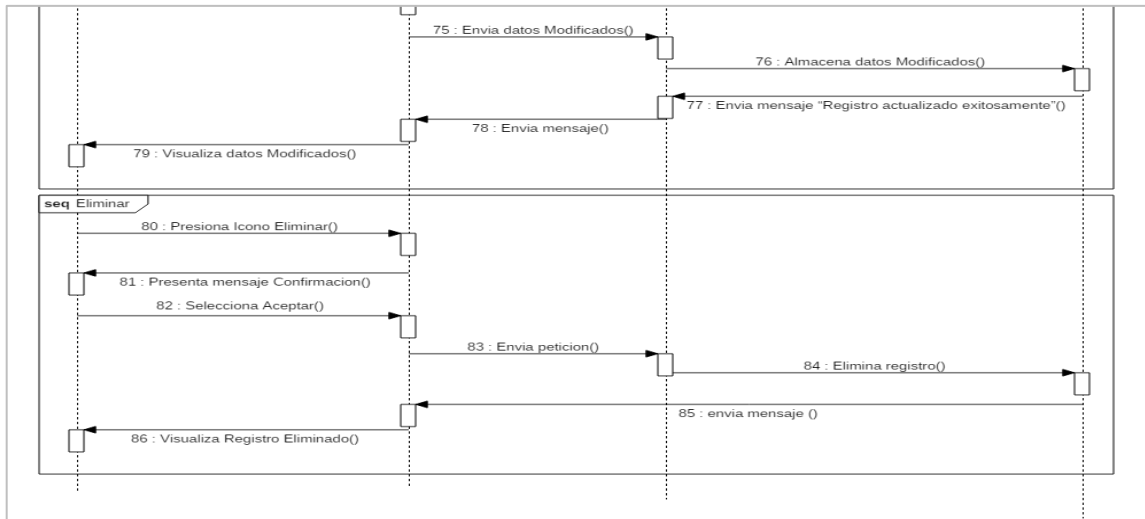 75 : Envia datos Modificados()
76 : Almacena datos Modificados()
77 : Envia mensaje “Registro actualizado exitosamente”()
78 : Envia mensaje()
79 : Visualiza datos Modificados()
seq Eliminar
80 : Presiona Icono Eliminar()
81 : Presenta mensaje Confirmacion()
82 : Selecciona Aceptar()
83 : Envia peticion()
84 : Elimina registro()
85 : envia mensaje ()
86 : Visualiza Registro Eliminado()